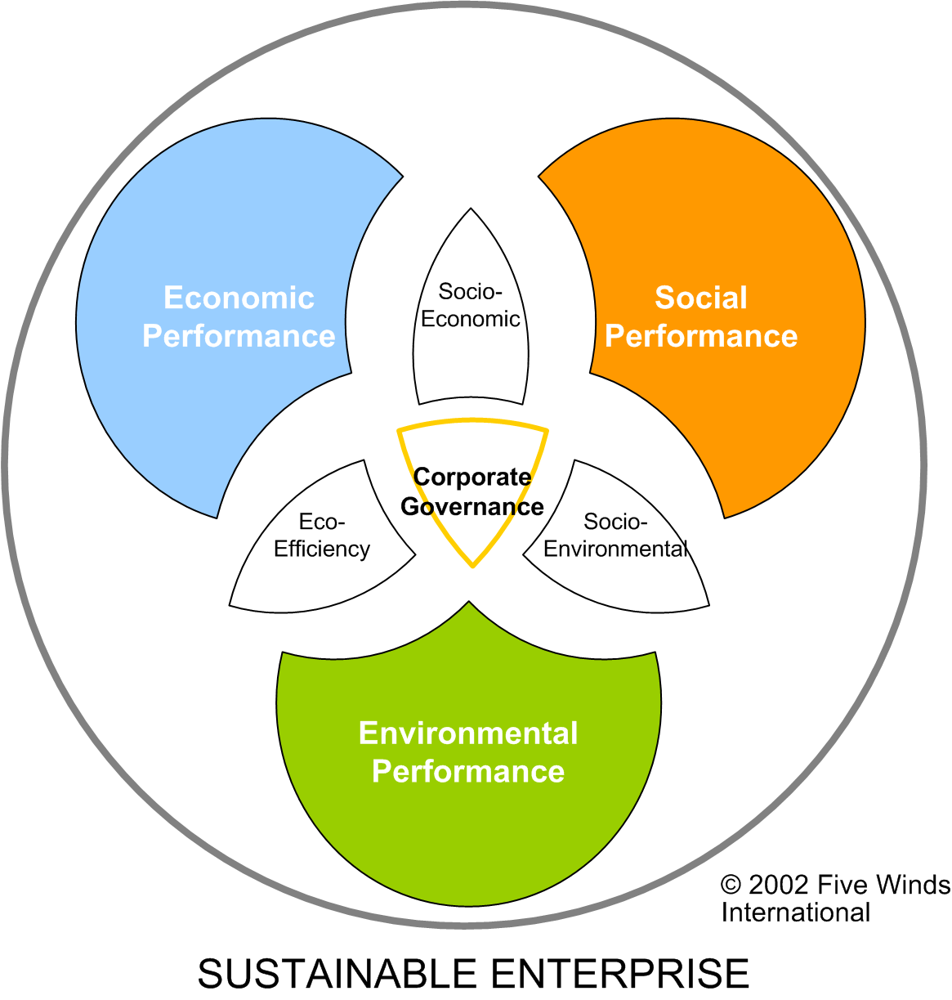 Economic
Performance
Socio-
Economic
Social
Performance
Corporate
Governance
Eco-
Efficiency
Socio-
Environmental
Environmental
Performance
© 2002 Five Winds
International
SUSTAINABLE ENTERPRISE